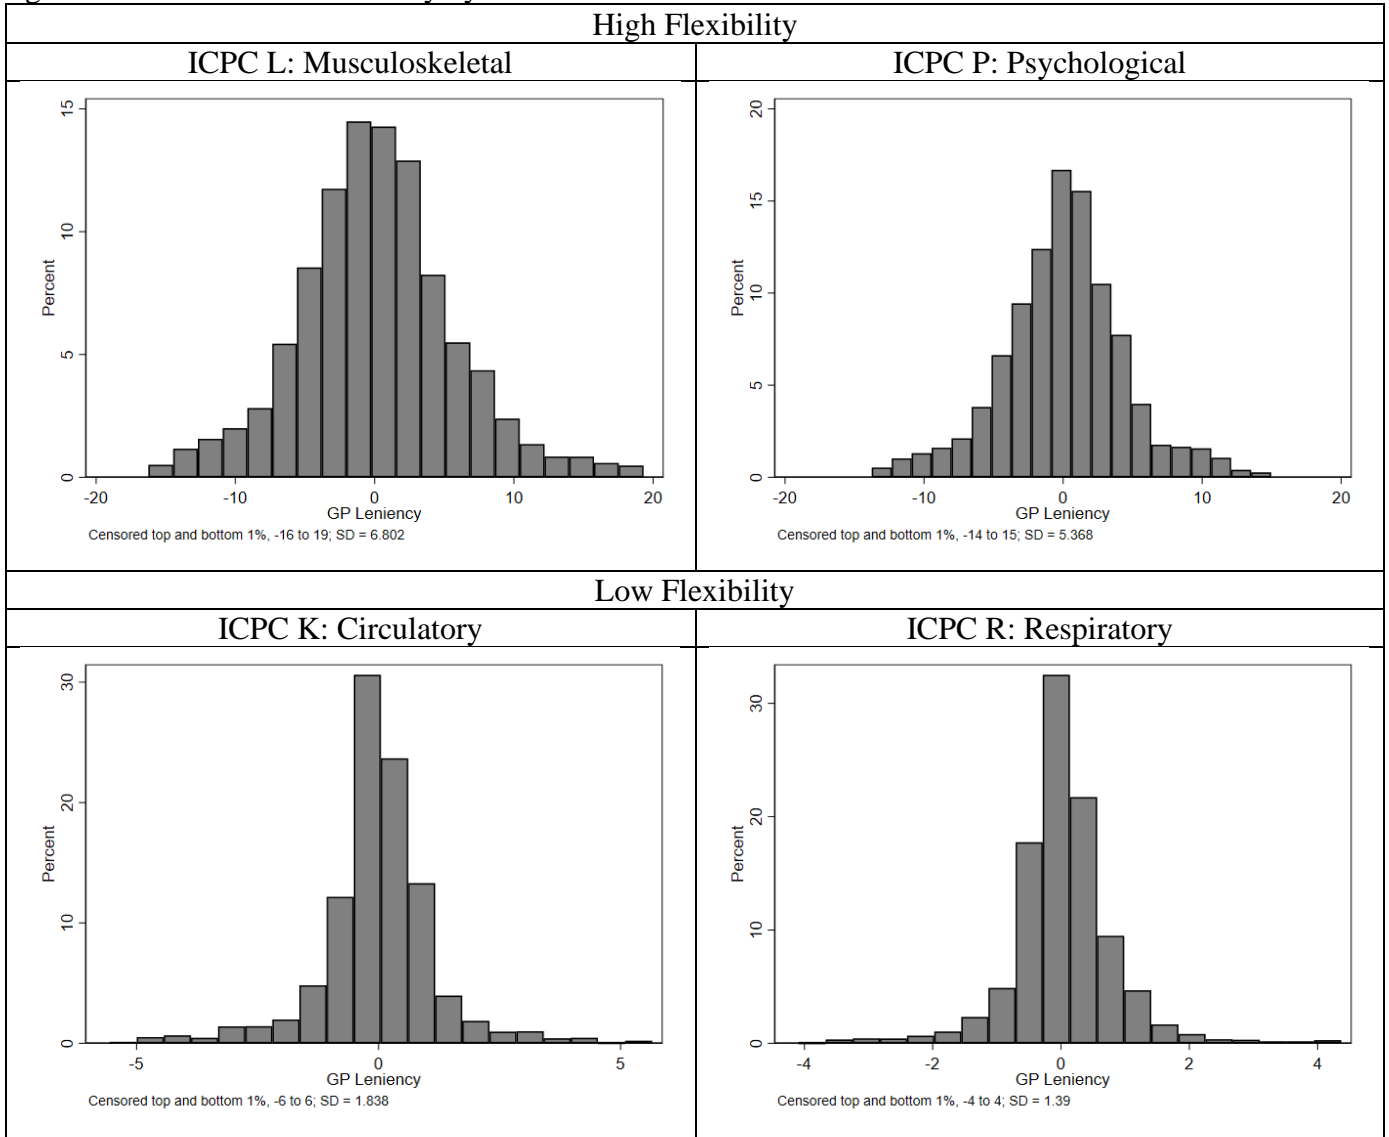 High Flexibility
ICPC L: Musculoskeletal
ICPC P: Psychological
15
10
5
0
Percent
-20
-10
0
10
20
GP Leniency
Censored top and bottom 1%, -16 to 19; SD = 6.802
20
15
10
5
0
Percent
-20
-10
0
10
20
GP Leniency
Censored top and bottom 1%, -14 to 15; SD = 5.368
Low Flexibility
ICPC K: Circulatory
ICPC R: Respiratory
30
20
10
0
Percent
-5
0
5
GP Leniency
Censored top and bottom 1%, -6 to 6; SD = 1.838
30
20
10
0
Percent
-4
-2
0
2
4
GP Leniency
Censored top and bottom 1%, -4 to 4; SD = 1.39